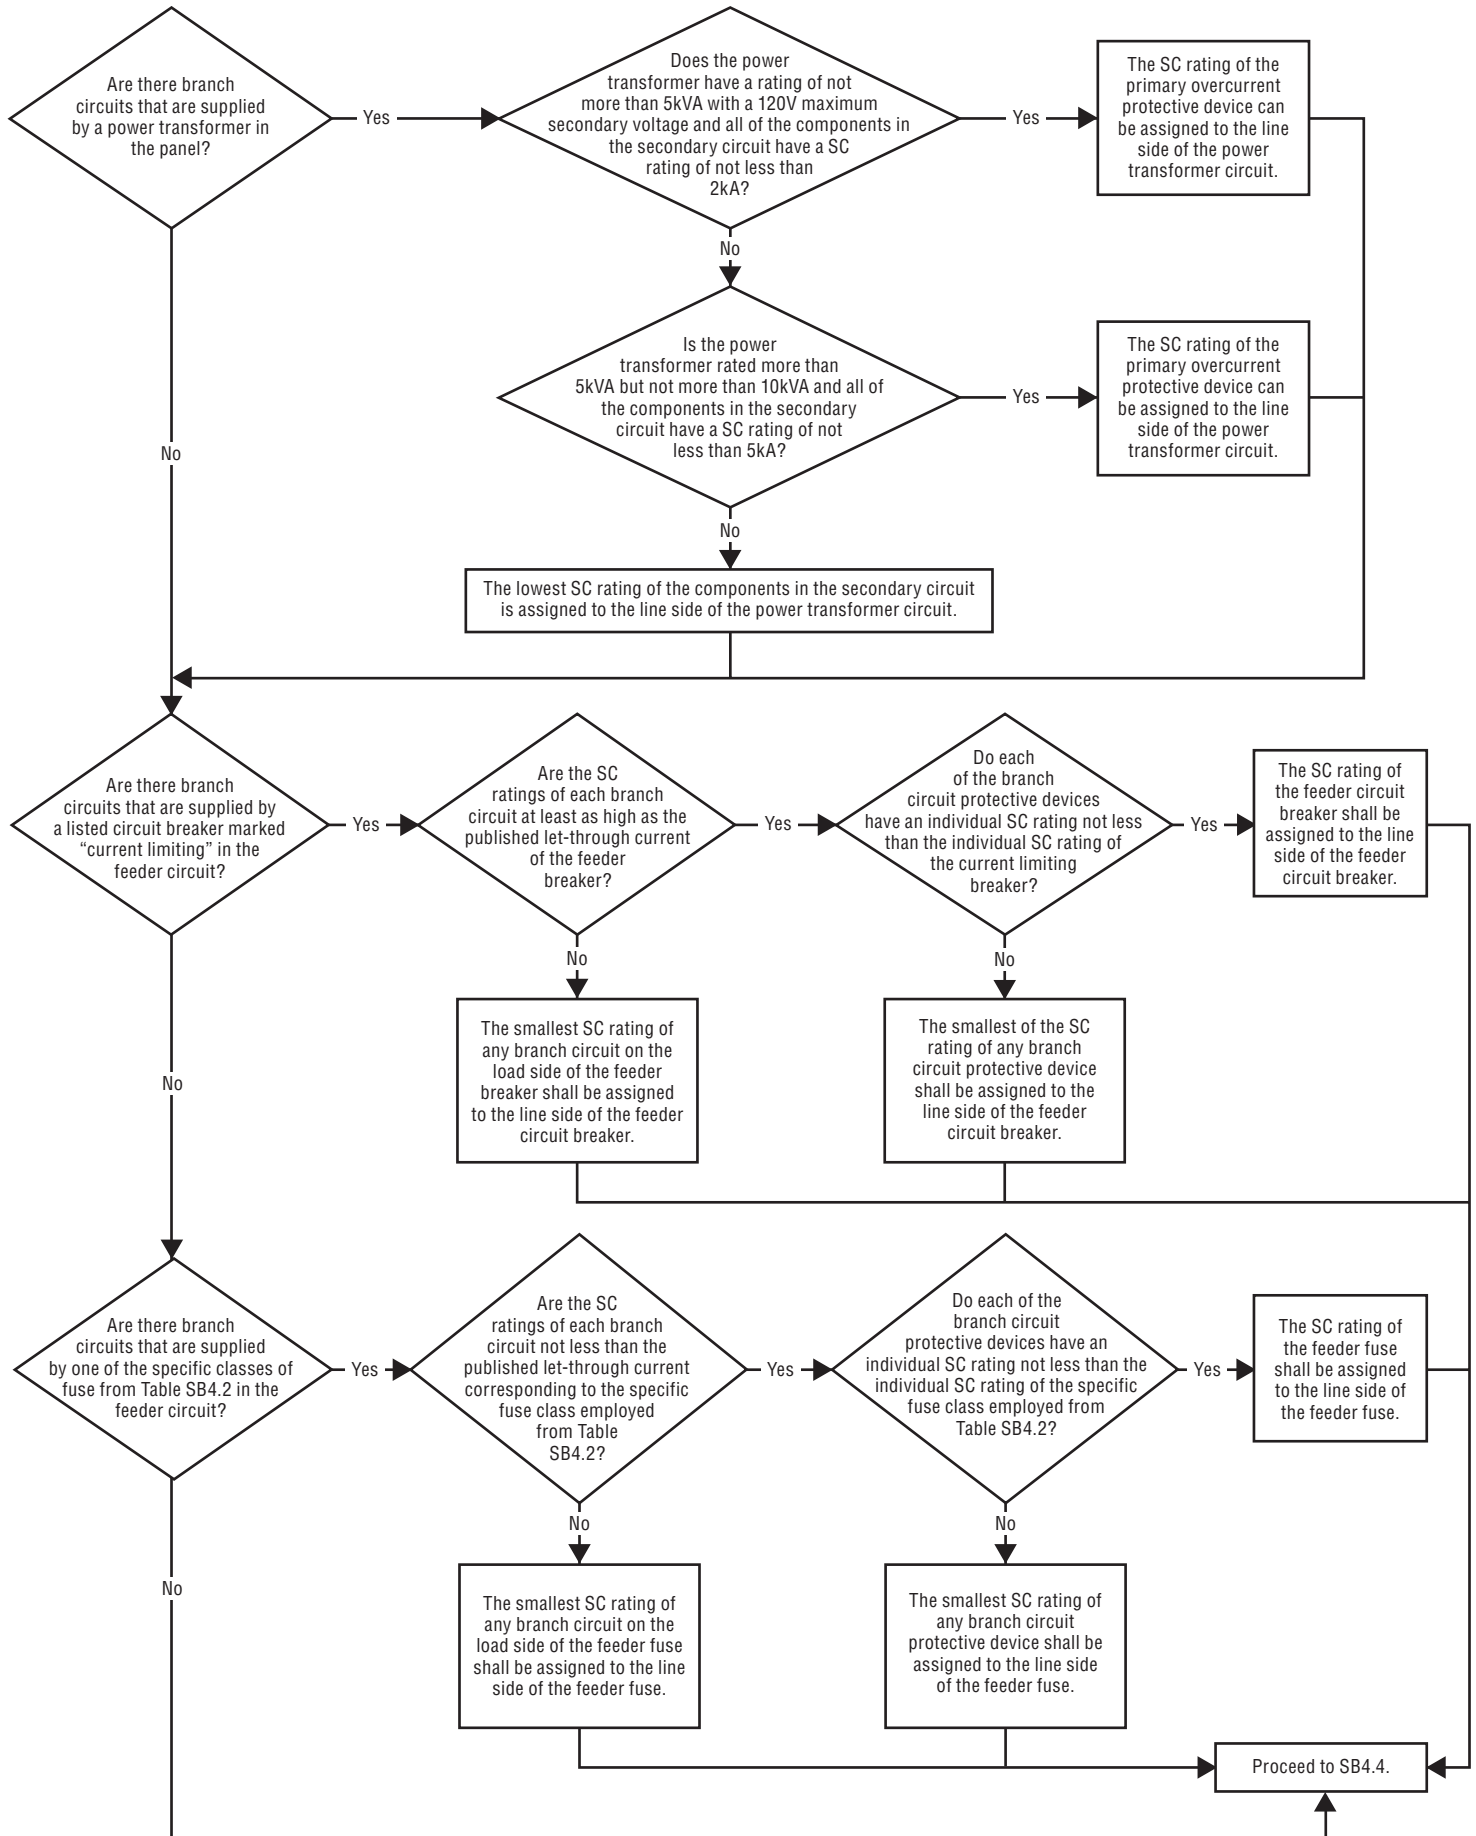 Are there branch
circuits that are supplied
by a power transformer in
the panel?
Yes
Does the power
transformer have a rating of not
more than 5kVA with a 120V maximum
secondary voltage and all of the components in
the secondary circuit have a SC
rating of not less than
2kA?
Yes
The SC rating of the
primary overcurrent
protective device can
be assigned to the line
side of the power
transformer circuit.
No
Is the power
transformer rated more than
5kVA but not more than 10kVA and all of
the components in the secondary
circuit have a SC rating of not
less than 5kA?
Yes
The SC rating of the
primary overcurrent
protective device can
be assigned to the line
side of the power
transformer circuit.
No
No
The lowest SC rating of the components in the secondary circuit
is assigned to the line side of the power transformer circuit.
Are there branch
circuits that are supplied by
a listed circuit breaker marked
“current limiting” in the
feeder circuit?
Yes
Are the SC
ratings of each branch
circuit at least as high as the
published let-through current
of the feeder
breaker?
Yes
Do each
of the branch
circuit protective devices
have an individual SC rating not less
than the individual SC rating of
the current limiting
breaker?
Yes
The SC rating of
the feeder circuit
breaker shall be
assigned to the line
side of the feeder
circuit breaker.
No
No
The smallest SC rating of
any branch circuit on the
load side of the feeder
breaker shall be assigned
to the line side of the feeder
circuit breaker.
The smallest of the SC
rating of any branch
circuit protective device
shall be assigned to the
line side of the feeder
circuit breaker.
No
Are there branch
circuits that are supplied
by one of the specific classes of
fuse from Table SB4.2 in the
feeder circuit?
Yes
Are the SC
ratings of each branch
circuit not less than the
published let-through current
corresponding to the specific
fuse class employed
from Table
SB4.2?
Yes
Do each of the
branch circuit
protective devices have an
individual SC rating not less than the
individual SC rating of the specific
fuse class employed from
Table SB4.2?
Yes
The SC rating of
the feeder fuse
shall be assigned
to the line side of
the feeder fuse.
No
No
No
The smallest SC rating of
any branch circuit on the
load side of the feeder fuse
shall be assigned to the line
side of the feeder fuse.
The smallest SC rating of
any branch circuit
protective device shall be
assigned to the line side
of the feeder fuse.
Proceed to SB4.4.